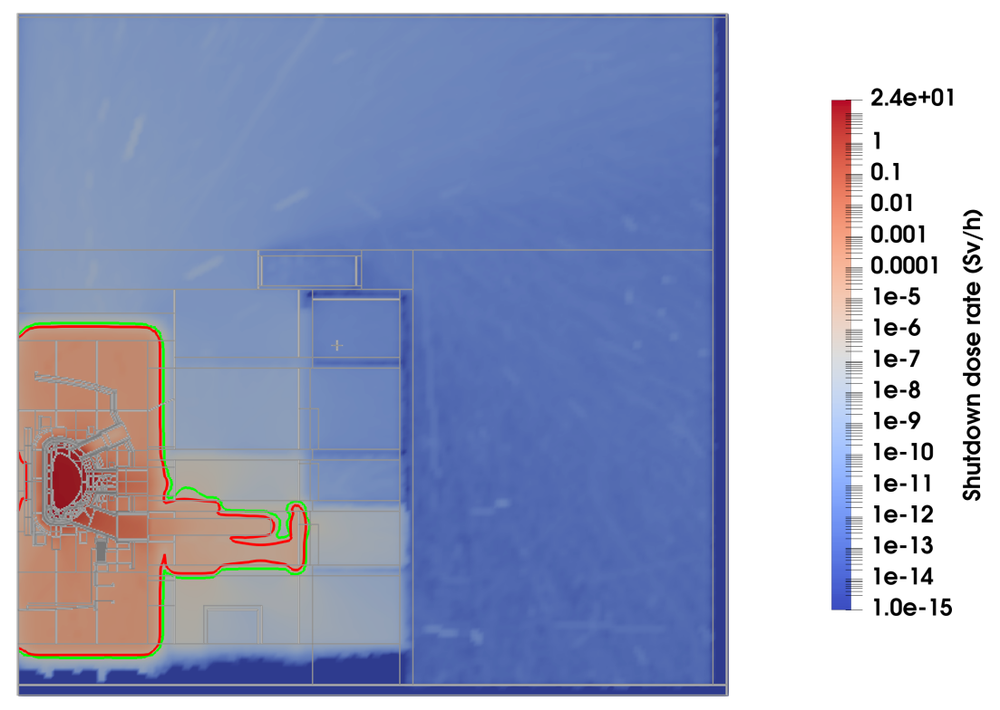 2.4e+01
1
0.1
0.01
0.001
0.0001
1e-5
1e-6
1e-7
1e-8
1e-9
1e-10
1e-11
1e-12
1e-13
1e-14
1.0e-15
Shutdown dose rate (Sv/h)